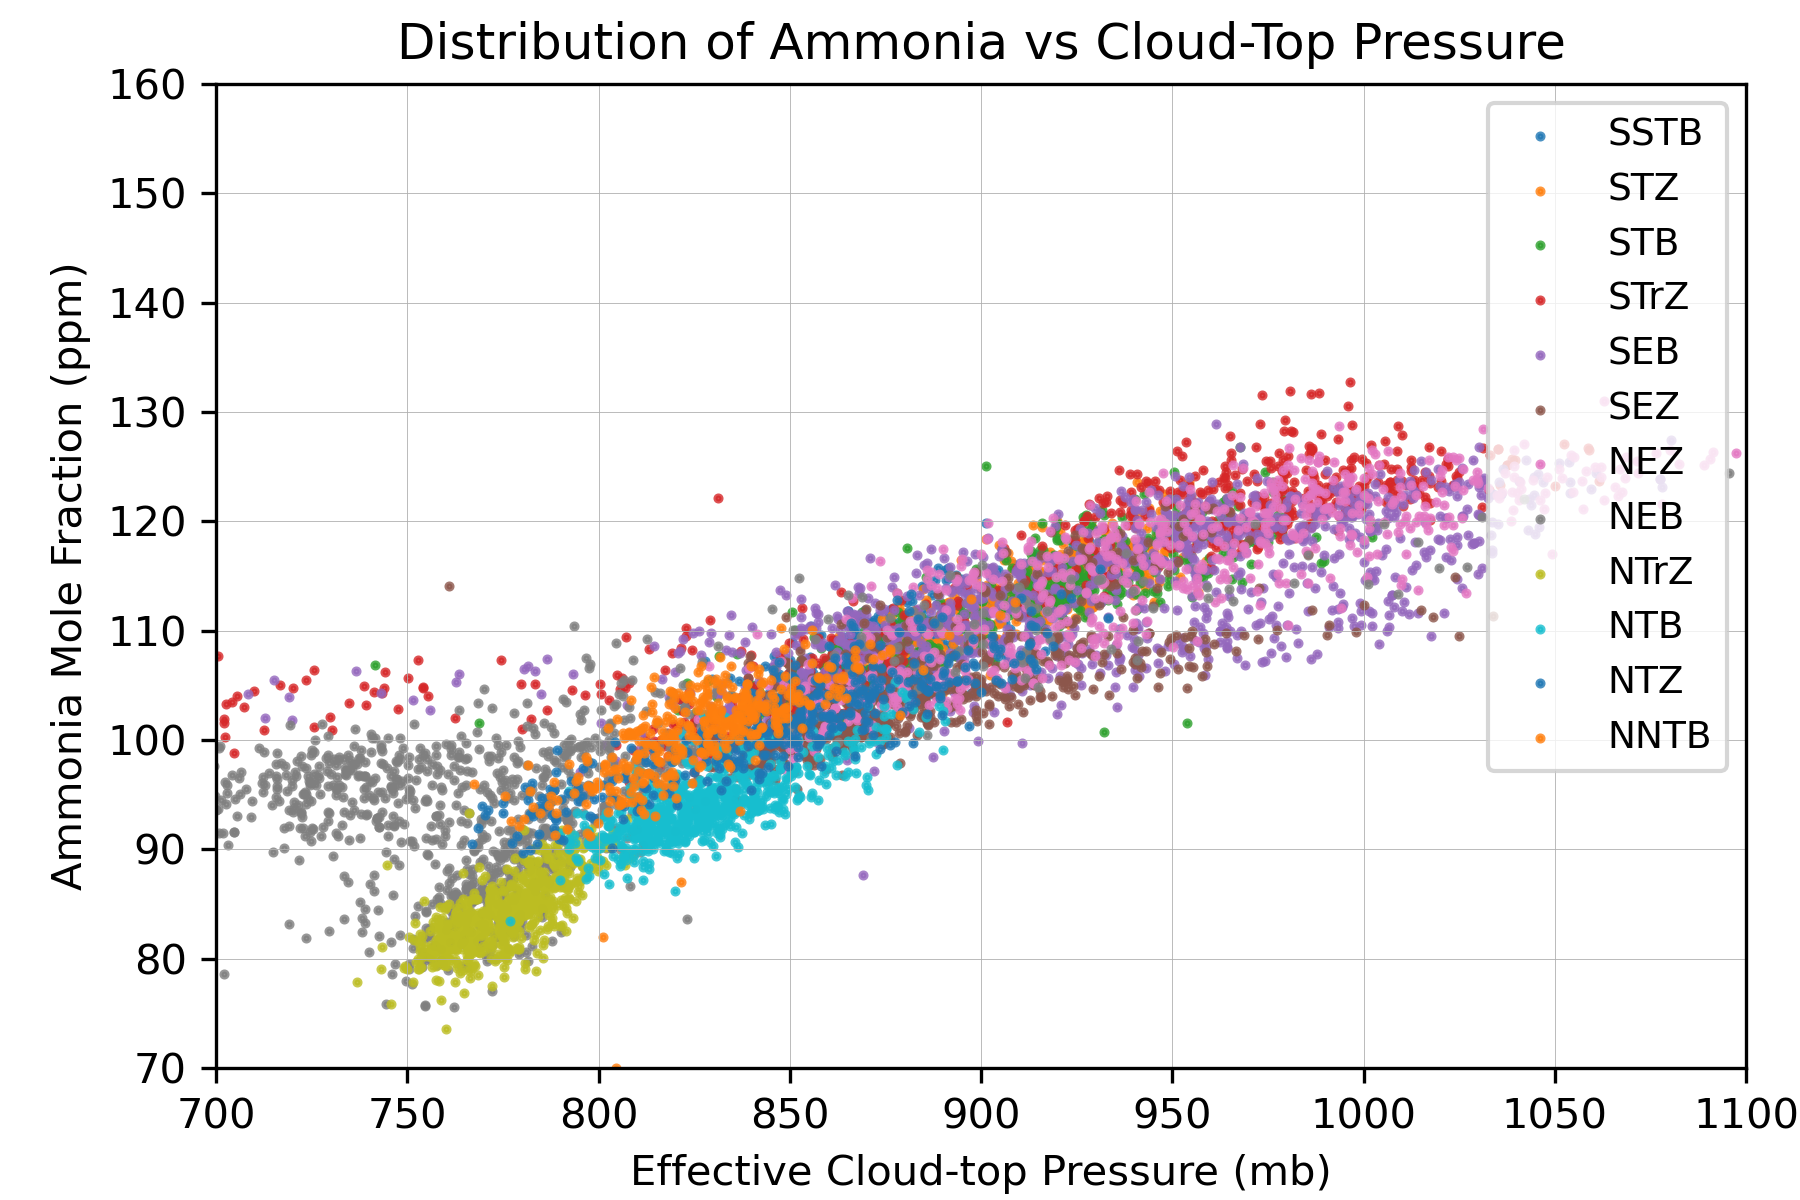 Distribution of Ammonia vs Cloud-Top Pressure
160
150
140
130
120
110
100
90
80
70
Ammonia Mole Fraction (ppm)
SSTB
STZ
STB
STrZ
SEB
SEZ
NEZ
NEB
NTrZ
NTB
NTZ
NNTB
700 750 800 850 900 950 1000 1050 1100
Effective Cloud-top Pressure (mb)